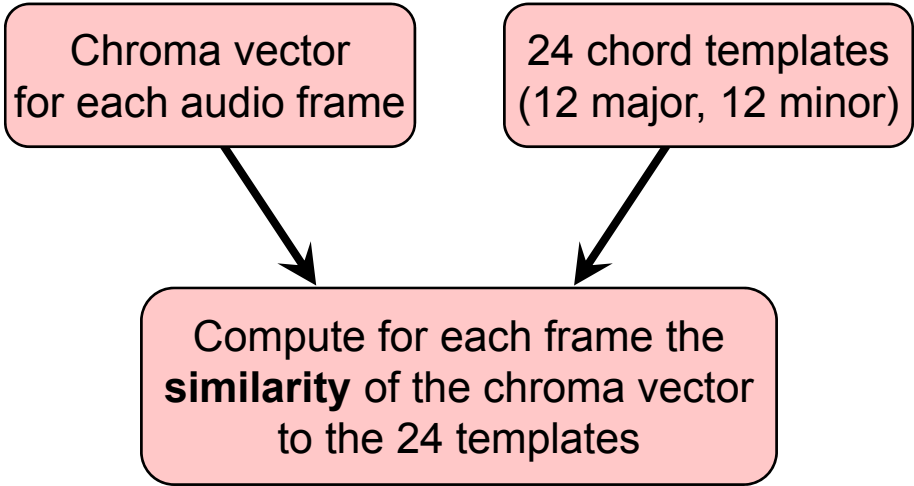 Chroma vector
for each audio frame
24 chord templates
(12 major, 12 minor)
Compute for each frame the
similarity of the chroma vector
to the 24 templates